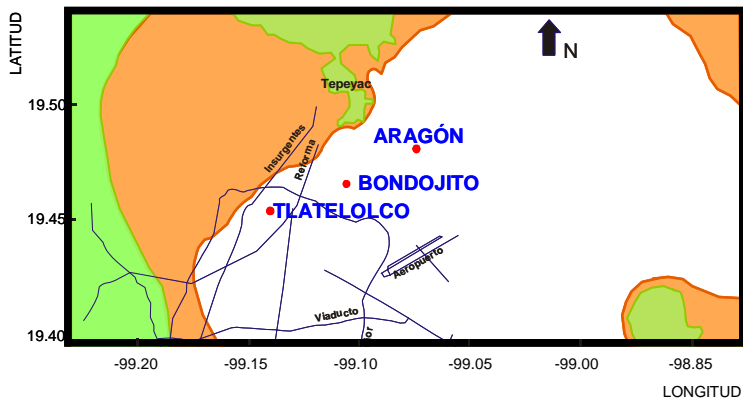 LATITUD
N
Tepeyac
19.50
Insurgentes
Reforma
ARAGÓN
BONDOJITO
TLATELOLCO
19.45
Aeropuerto
Viaducto
or
19.40
-99.20
-99.15
-99.10
-99.05
-99.00
-98.85
LONGITUD